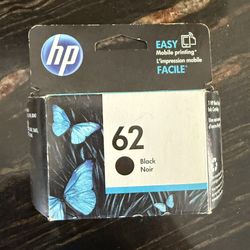 hp
EASY
Mobile printing*
L'impression mobile
FACILE*
62
Black
Noir